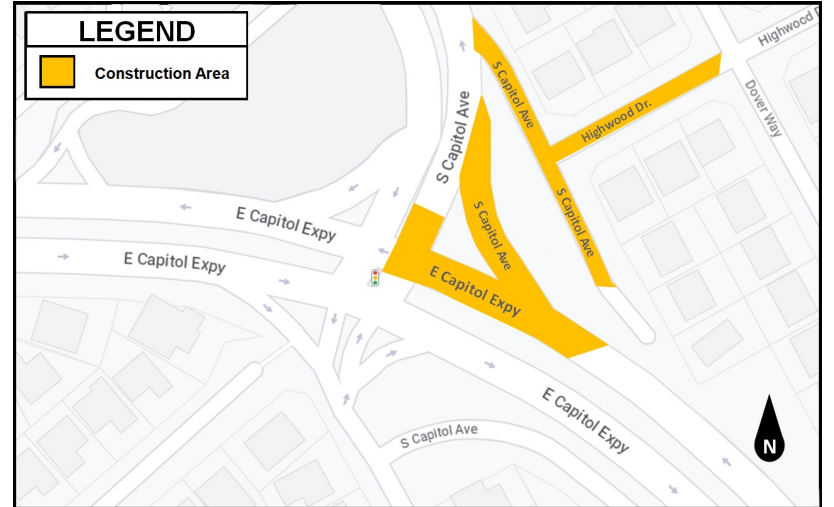 LEGEND
Construction Area
Highwood D
S Capitol Ave
Highwood Dr.
Dover Way
S Capitol Ave
S Capitol Ave
S Capitol Ave
E Capitol Expy
E Capitol Expy
E Capitol Expy
E Capitol Expy
S Capitol Ave
N